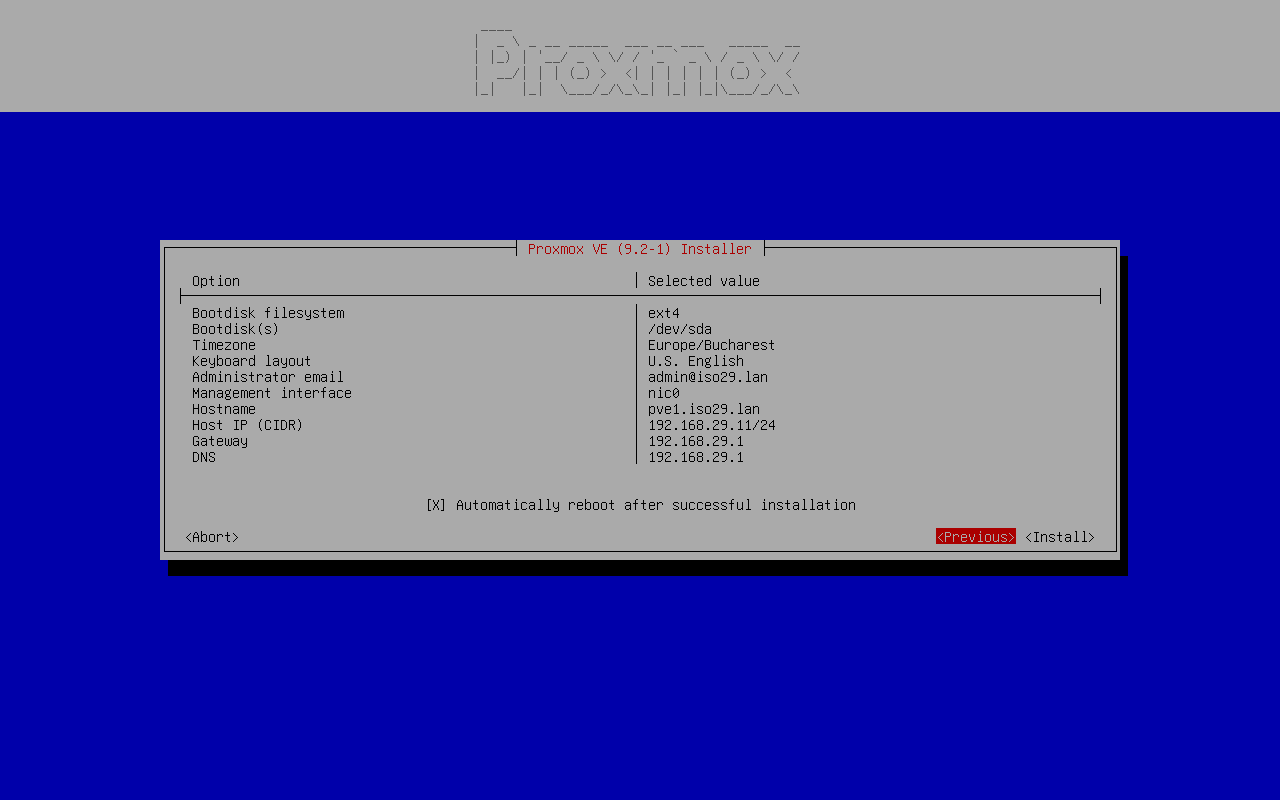 Proxmox
Proxmox VE (9.2-1) Installer
Option Selected value
Bootdisk filesystem ext4
Bootdisk(s) /dev/sda
Timezone Europe/Bucharest
Keyboard layout U.S. English
Administrator email admin@iso29.lan
Management interface nic0
Hostname pve1.iso29.lan
Host IP (CIDR) 192.168.29.11/24
Gateway 192.168.29.1
DNS 192.168.29.1
[X] Automatically reboot after successful installation
<Abort> <Previous> <Install>